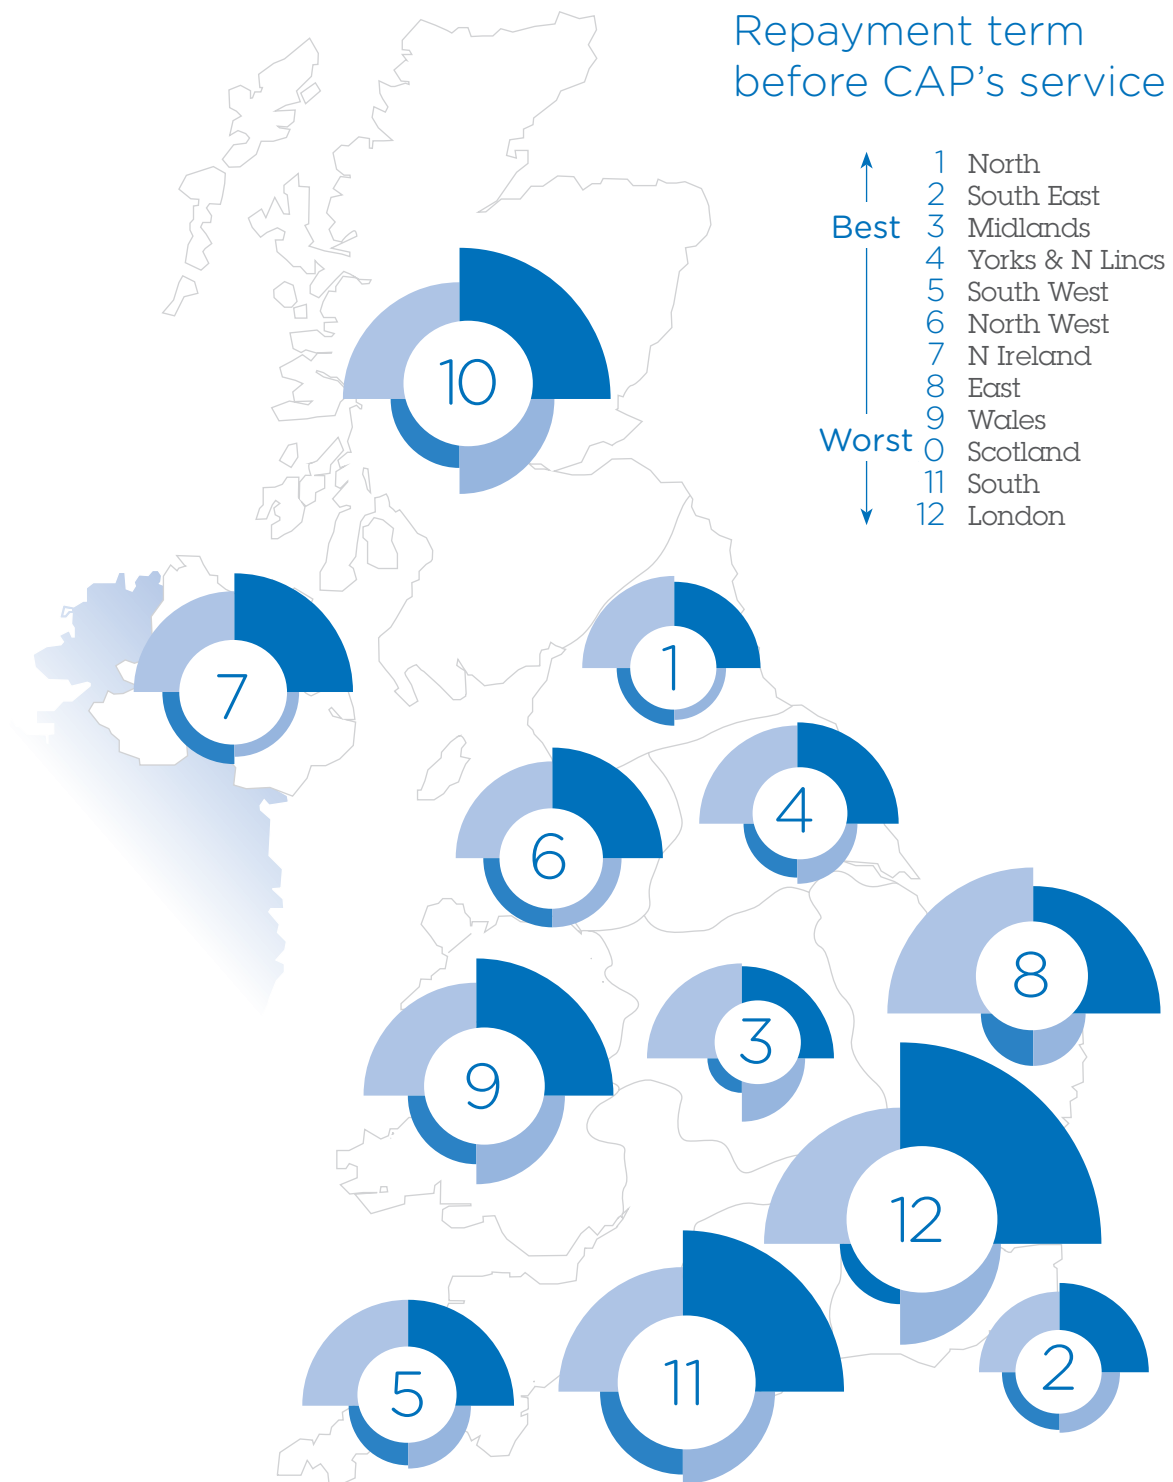 Repayment term
before CAP’s service
1 North
2 South East
Best 3 Midlands
4 Yorks & N Lincs
5 South West
6 North West
7 N Ireland
8 East
9 Wales
Worst 0 Scotland
11 South
12 London
10
7
1
4
6
8
3
9
12
2
11
5